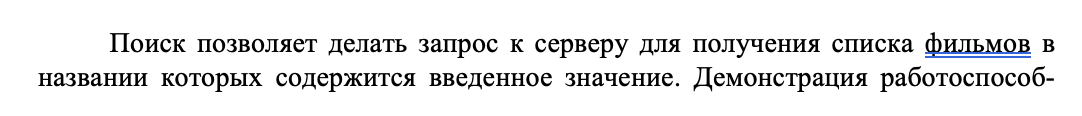 Поиск позволяет делать запрос к серверу для получения списка фильмов в
названии которых содержится введенное значение. Демонстрация работоспособ-